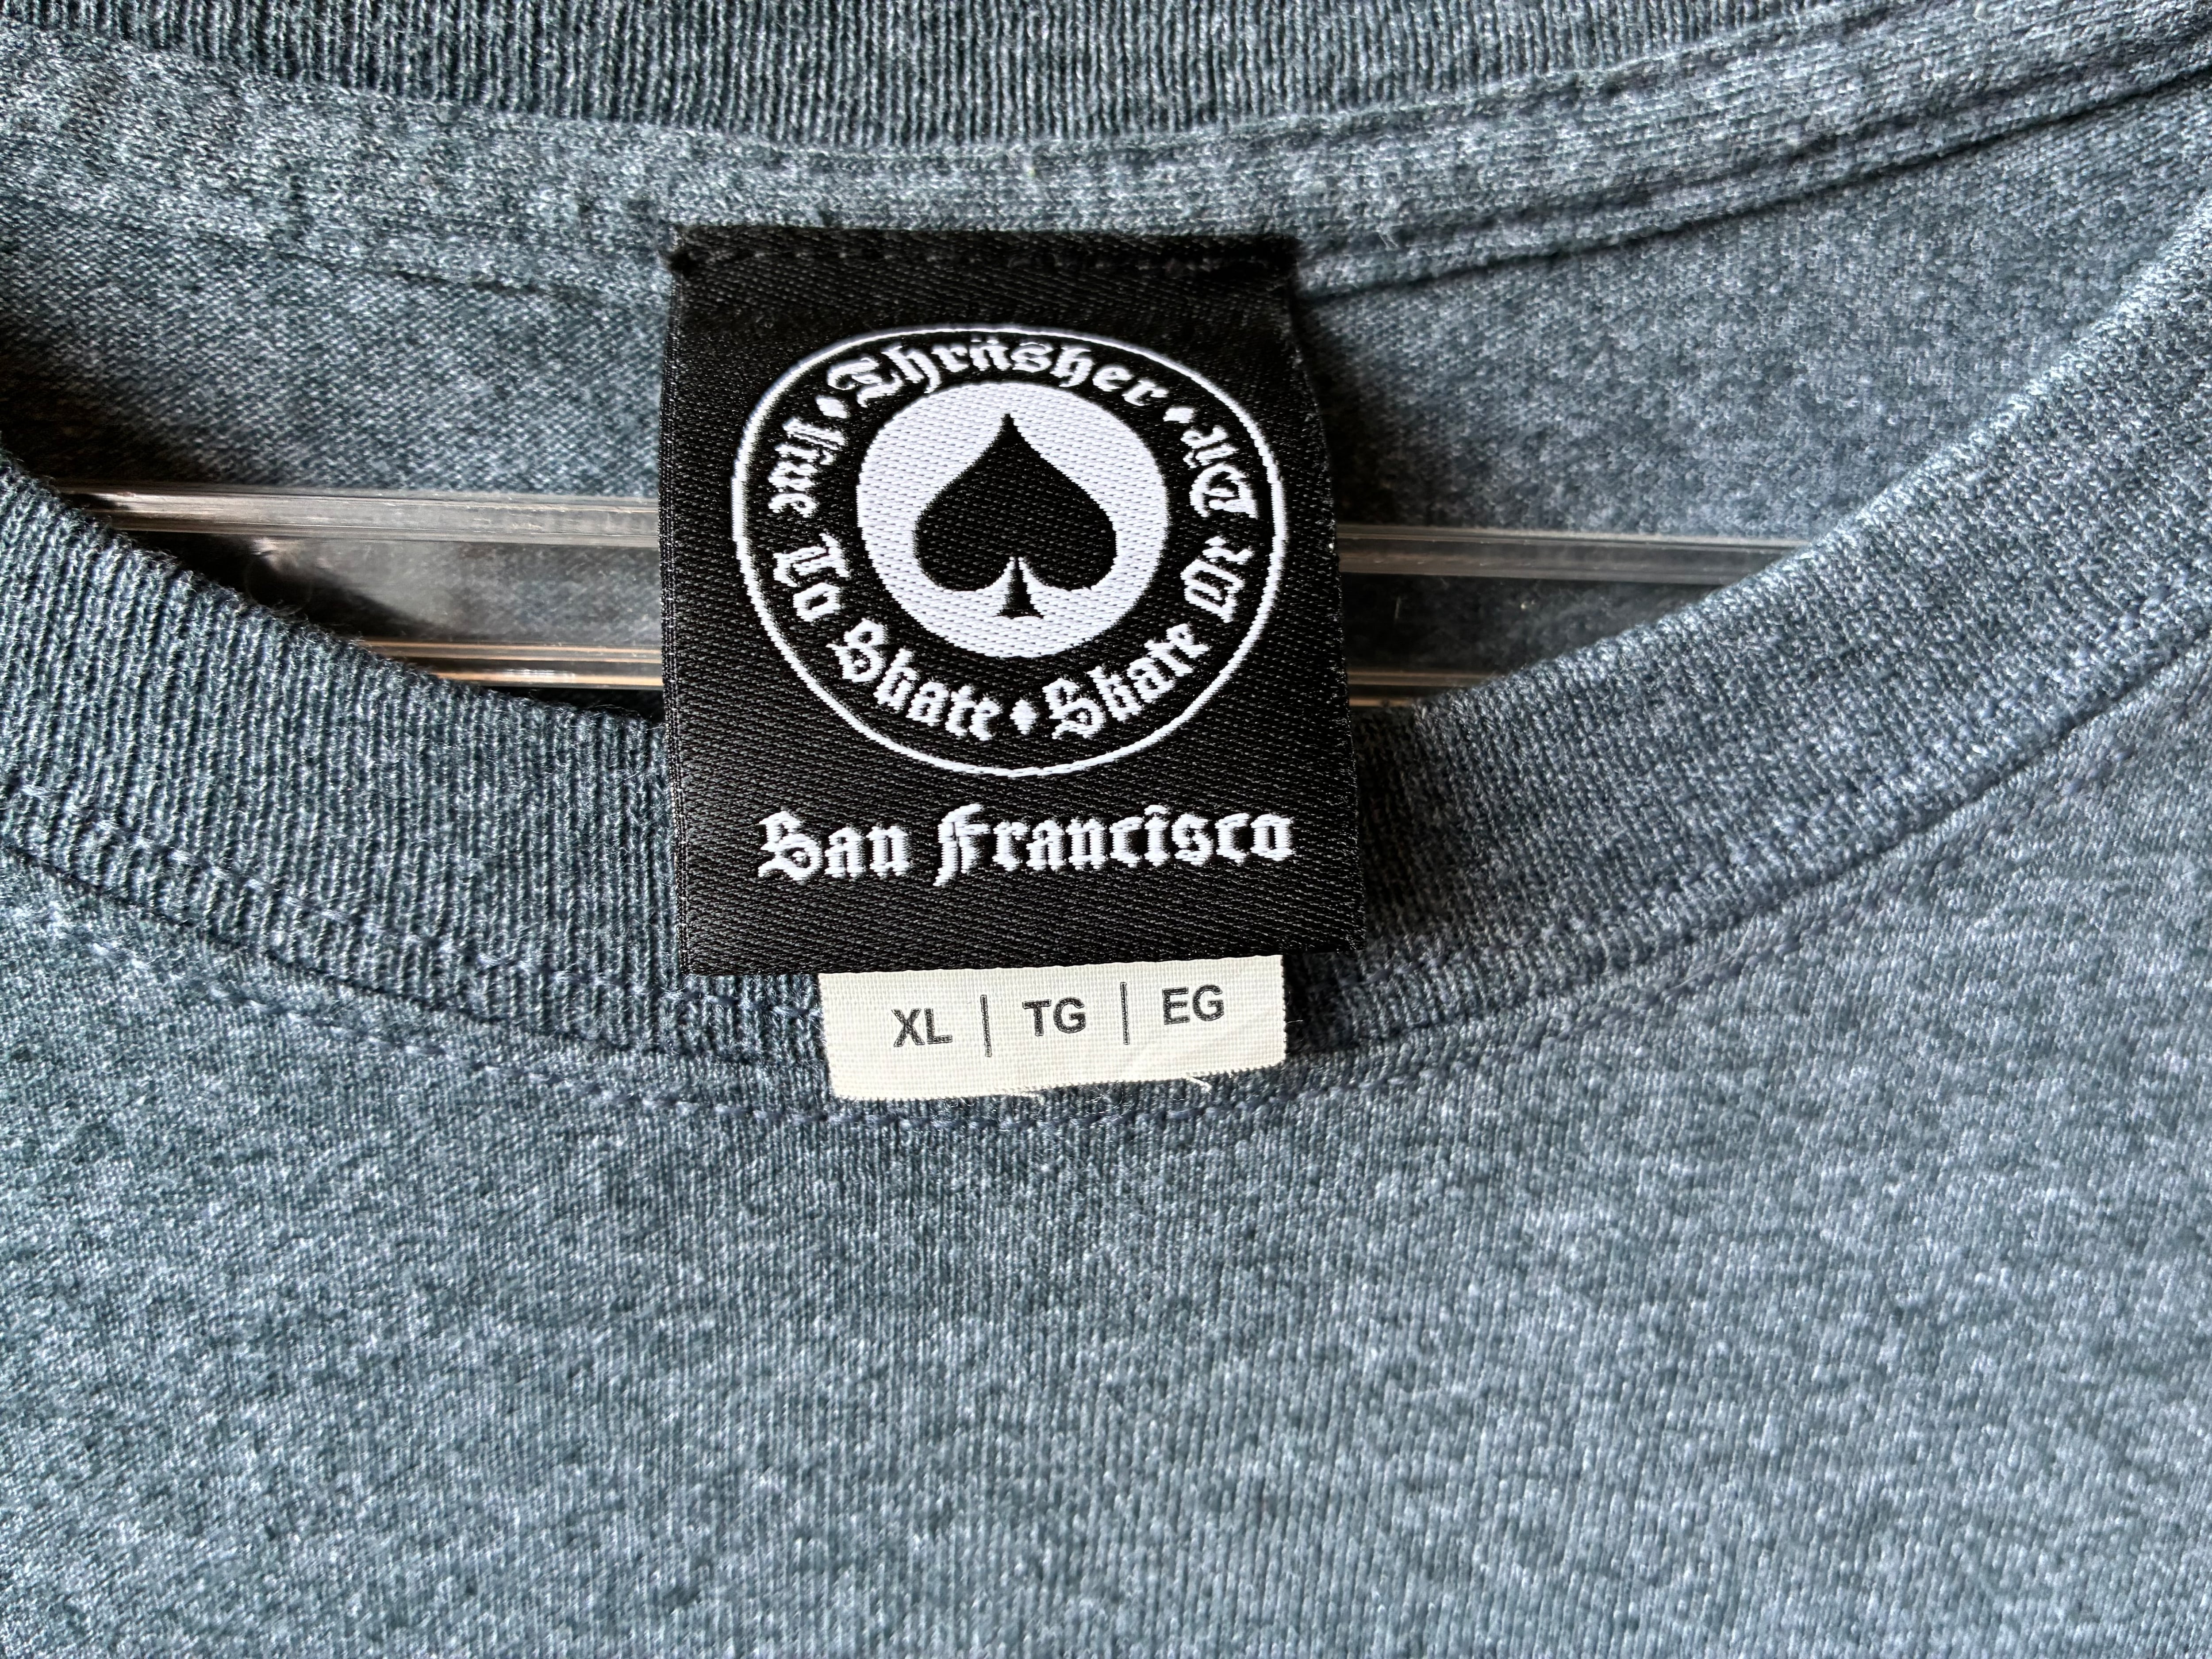 Thrasher • Live To Skate • Skate Or Die •
San Francisco
XL | TG | EG